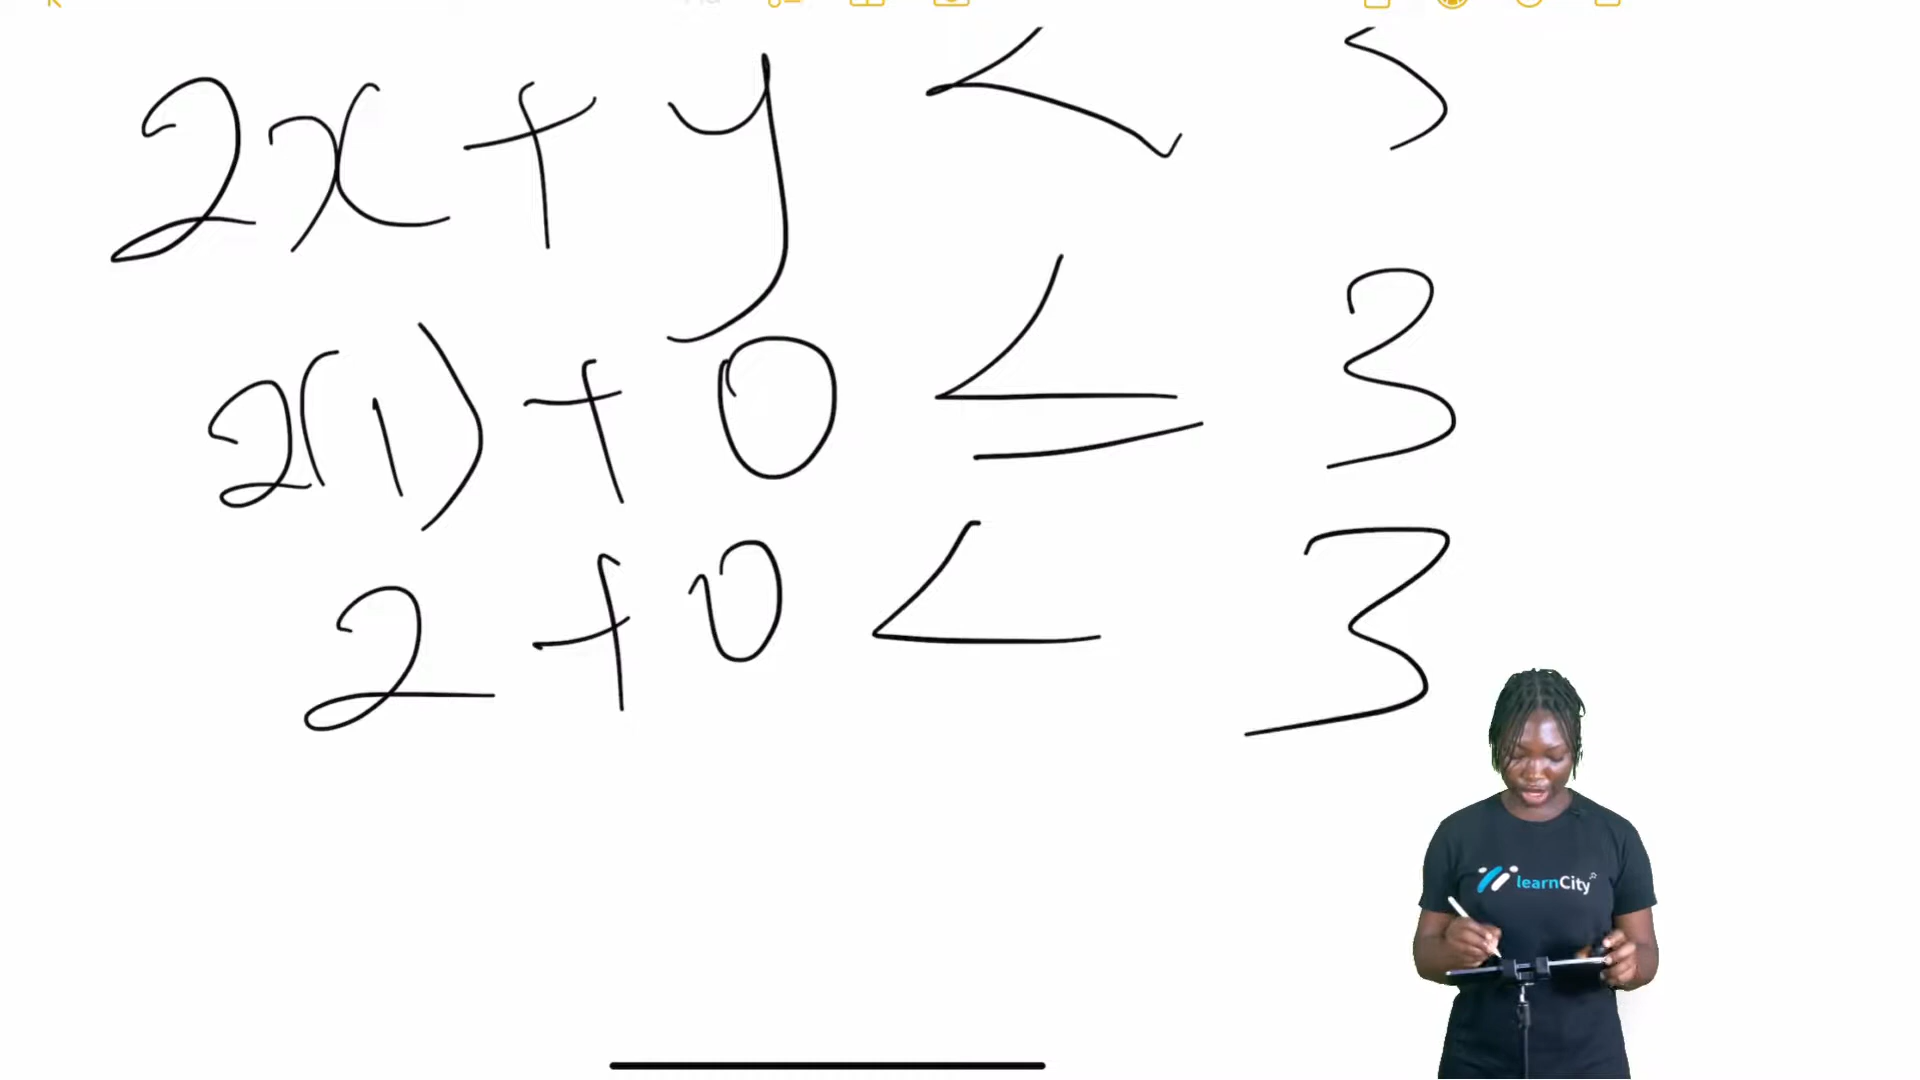 2x + y < 3
2(1) + 0 ≤ 3
2 + 0 < 3
learnCity